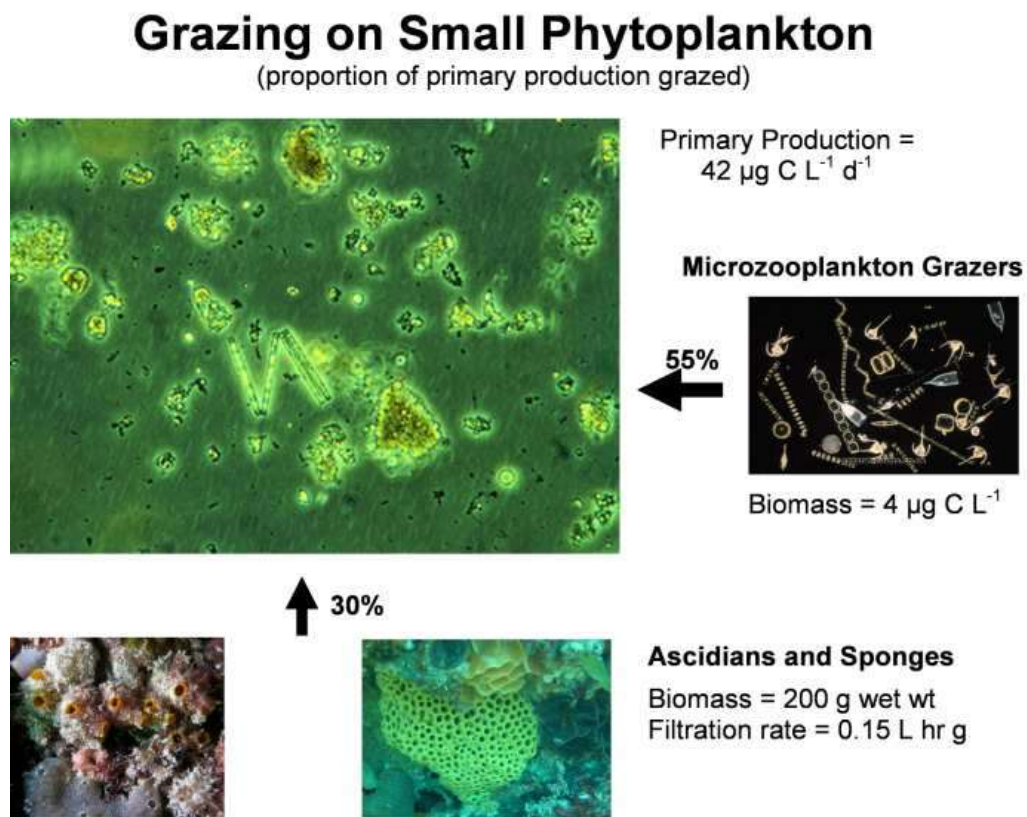 Grazing on Small Phytoplankton
(proportion of primary production grazed)
Primary Production =
42 µg C L⁻¹ d⁻¹
Microzooplankton Grazers
55%
Biomass = 4 µg C L⁻¹
30%
Ascidians and Sponges
Biomass = 200 g wet wt
Filtration rate = 0.15 L hr g